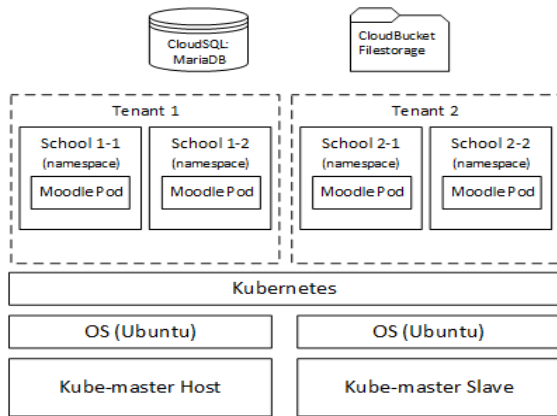 CloudSQL:
MariaDB
CloudBucket
Filestorage
Tenant 1
School 1-1
(namespace)
MoodlePod
School 1-2
(namespace)
MoodlePod
Tenant 2
School 2-1
(namespace)
MoodlePod
School 2-2
(namespace)
MoodlePod
Kubernetes
OS (Ubuntu)
OS (Ubuntu)
Kube-master Host
Kube-master Slave